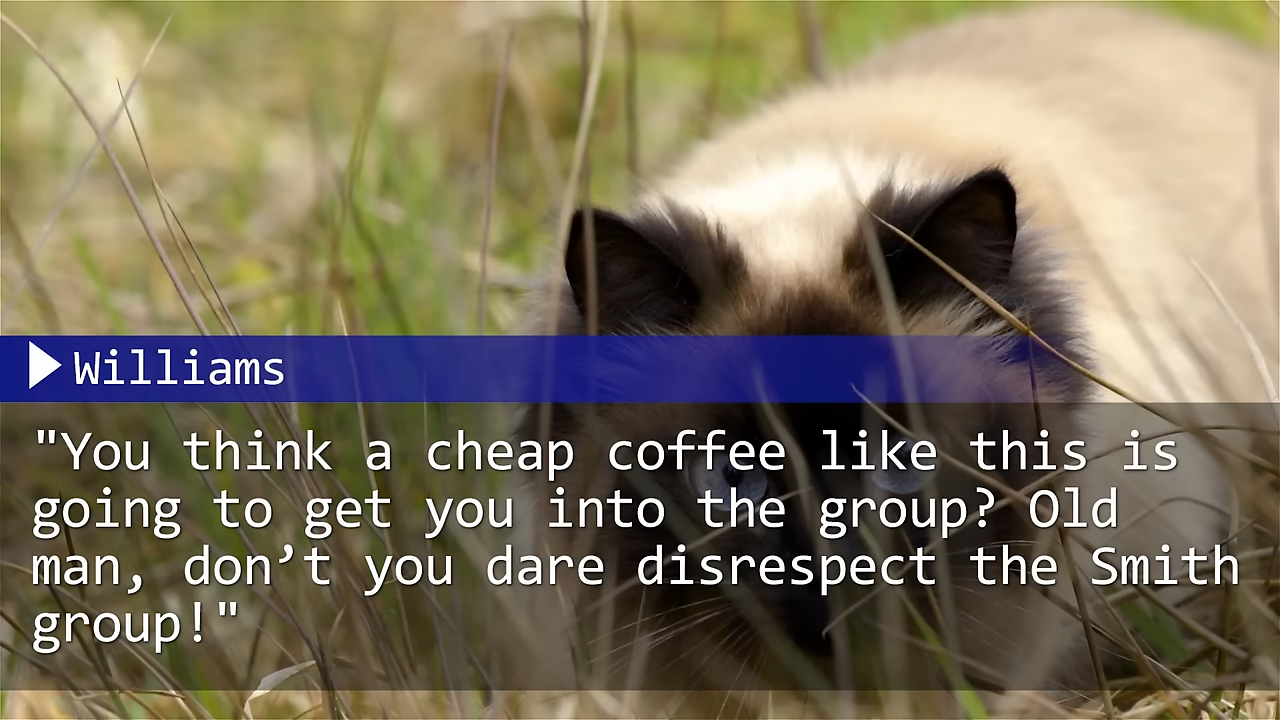 Williams
"You think a cheap coffee like this is
going to get you into the group? Old
man, don’t you dare disrespect the Smith
group!"